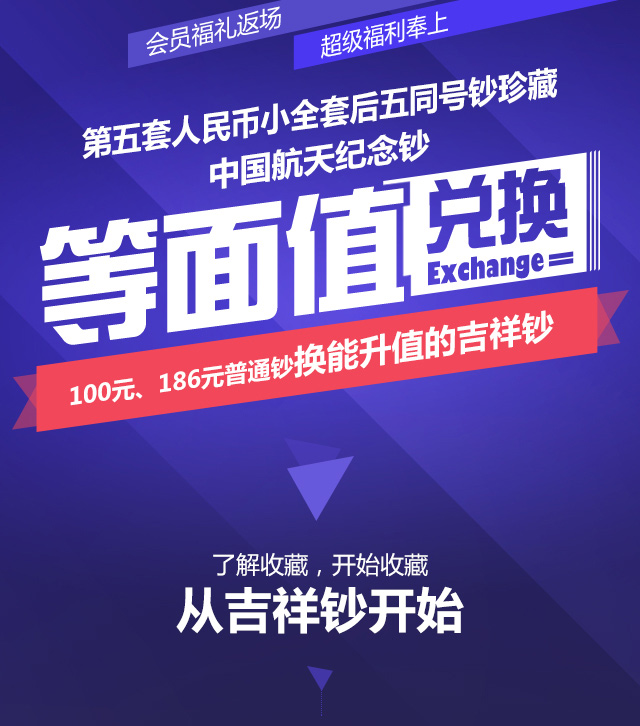 会员福礼返场
超级福利奉上
第五套人民币小全套后五同号钞珍藏
中国航天纪念钞
等面值兑换
Exchange
100元、186元普通钞换能升值的吉祥钞
了解收藏，开始收藏
从吉祥钞开始